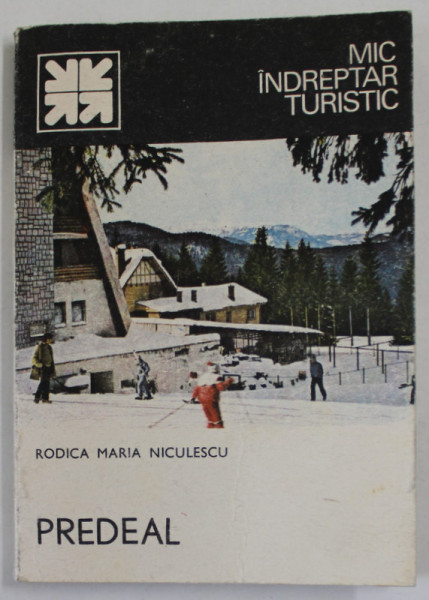 MIC
ÎNDREPTAR
TURISTIC
RODICA MARIA NICULESCU
PREDEAL